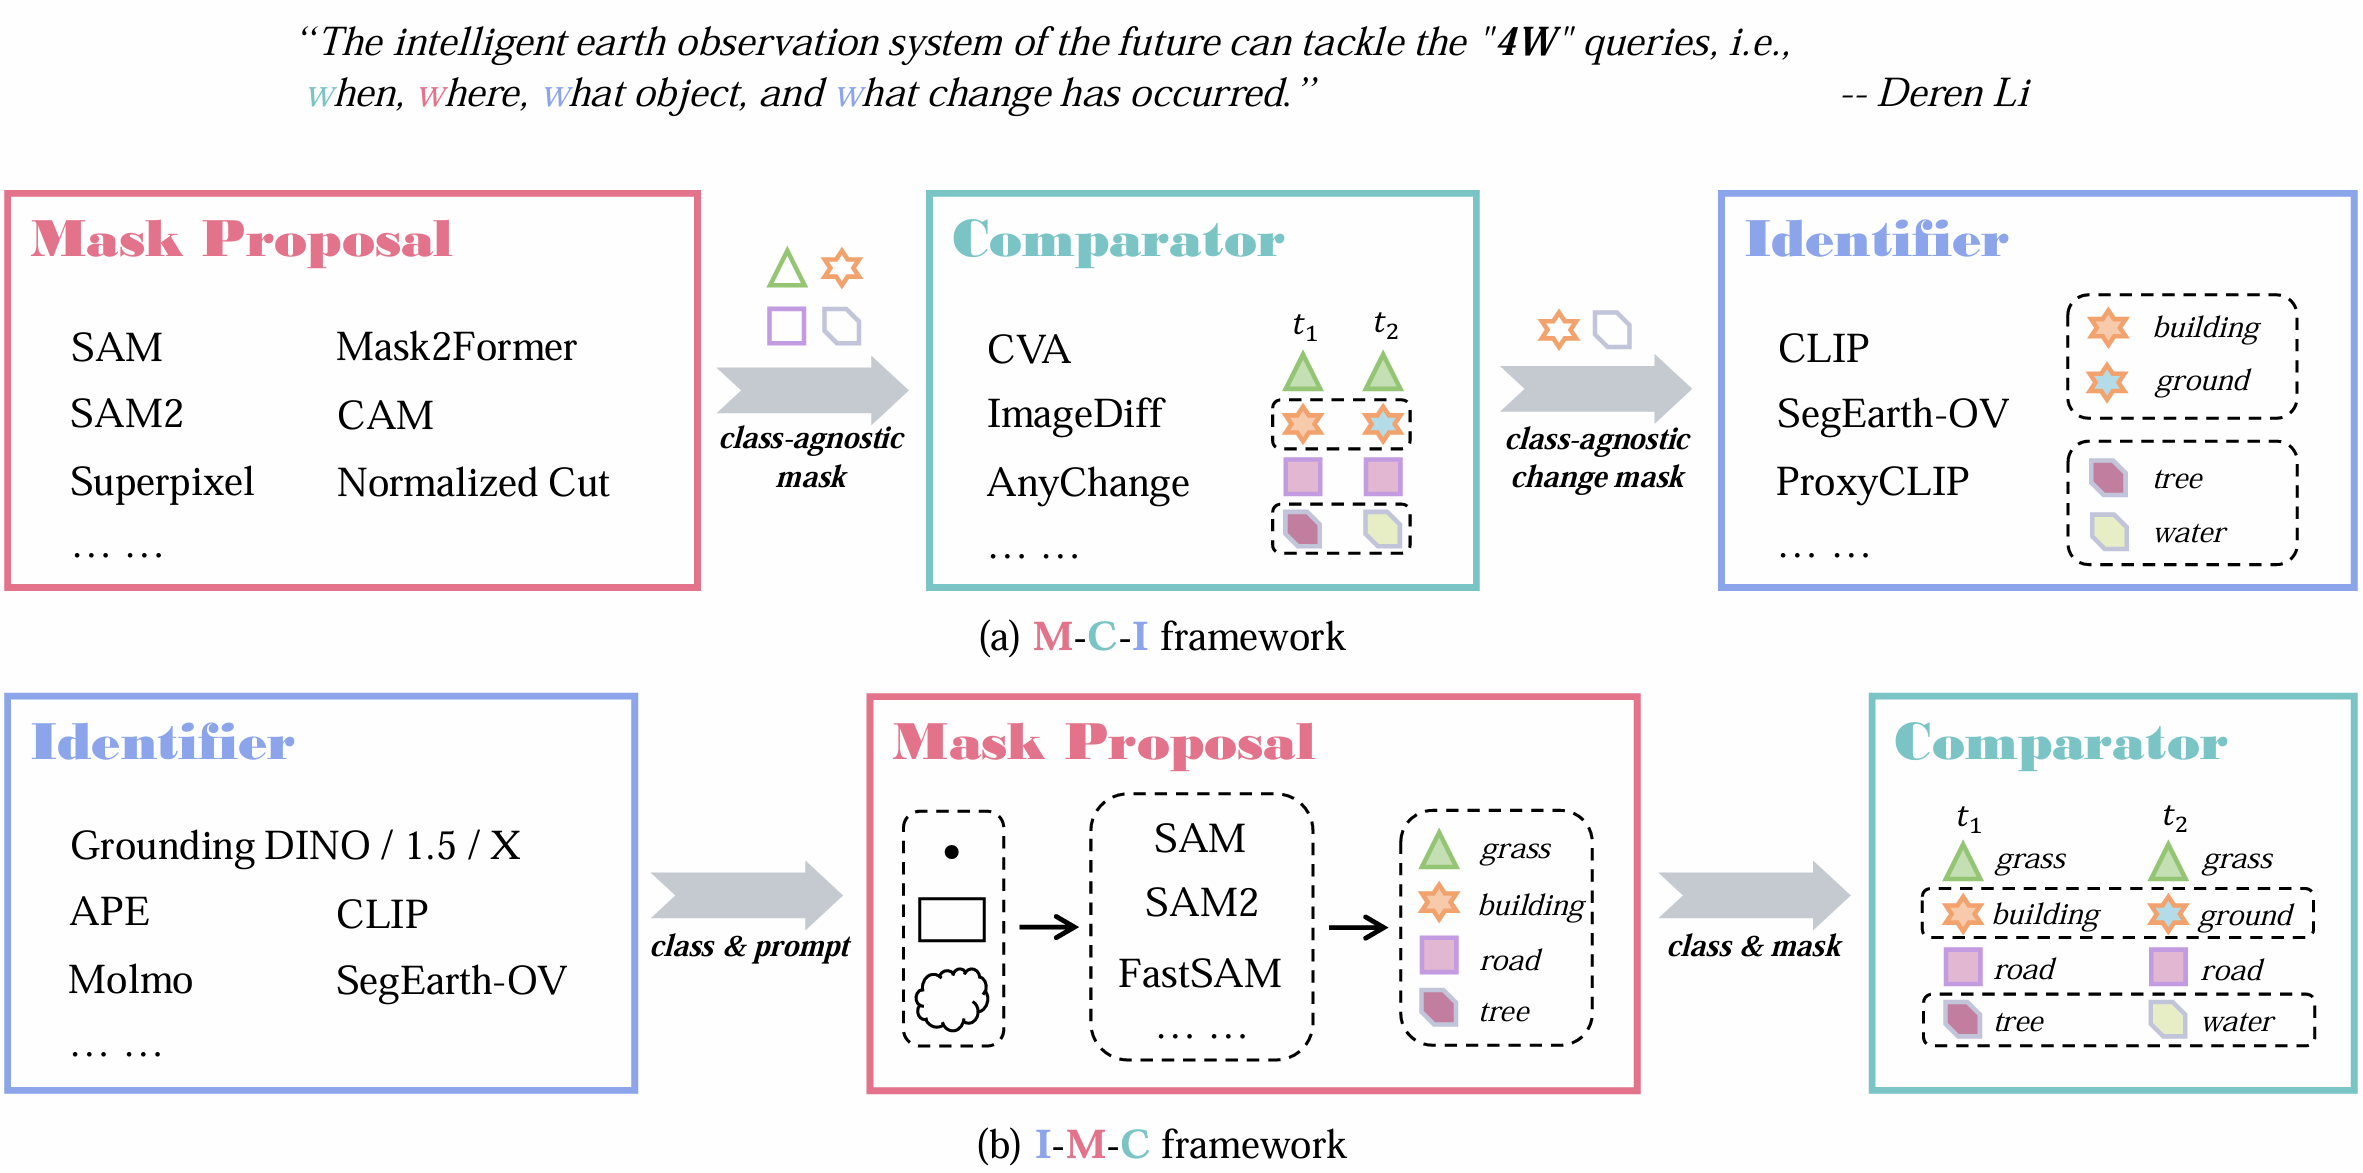 “The intelligent earth observation system of the future can tackle the "4W" queries, i.e.,
when, where, what object, and what change has occurred.”
-- Deren Li
Mask Proposal
SAM
Mask2Former
SAM2
CAM
Superpixel
Normalized Cut
... ...
class-agnostic
mask
Comparator
CVA
ImageDiff
AnyChange
... ...
t1
t2
class-agnostic
change mask
Identifier
CLIP
SegEarth-OV
ProxyCLIP
... ...
building
ground
tree
water
(a) M-C-I framework
Identifier
Grounding DINO / 1.5 / X
APE
CLIP
Molmo
SegEarth-OV
... ...
class & prompt
Mask Proposal
SAM
SAM2
FastSAM
... ...
grass
building
road
tree
class & mask
Comparator
t1
t2
grass
grass
building
ground
road
road
tree
water
(b) I-M-C framework